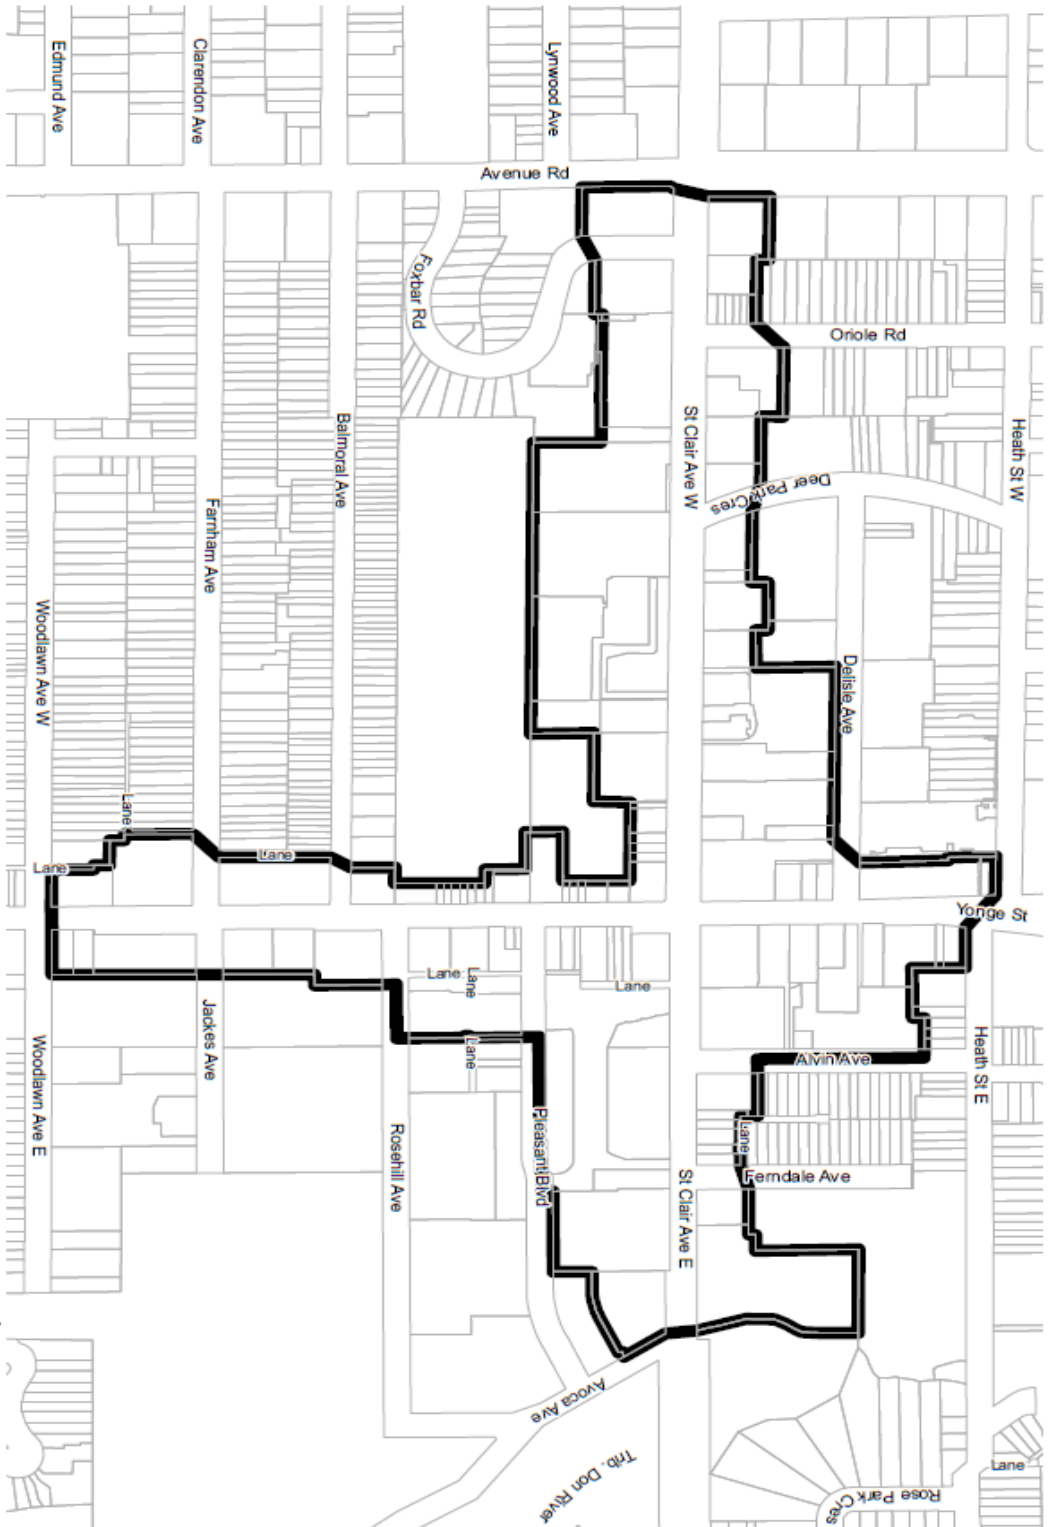 Edmund Ave
Clarendon Ave
Lynwood Ave
Avenue Rd
Foxbar Rd
Oriole Rd
Balmoral Ave
St Clair Ave W
Heath St W
Deer Park Cres
Farnham Ave
Woodlawn Ave W
Delisle Ave
Lane
Lane
Lane
Yonge St
Lane
Lane
Lane
Jackes Ave
Woodlawn Ave E
Lane
Alvin Ave
Heath St E
Pleasant Blvd
Rosehill Ave
Lane
Ferndale Ave
St Clair Ave E
Avoca Ave
Trib. Don River
Lane
Rose Park Cres